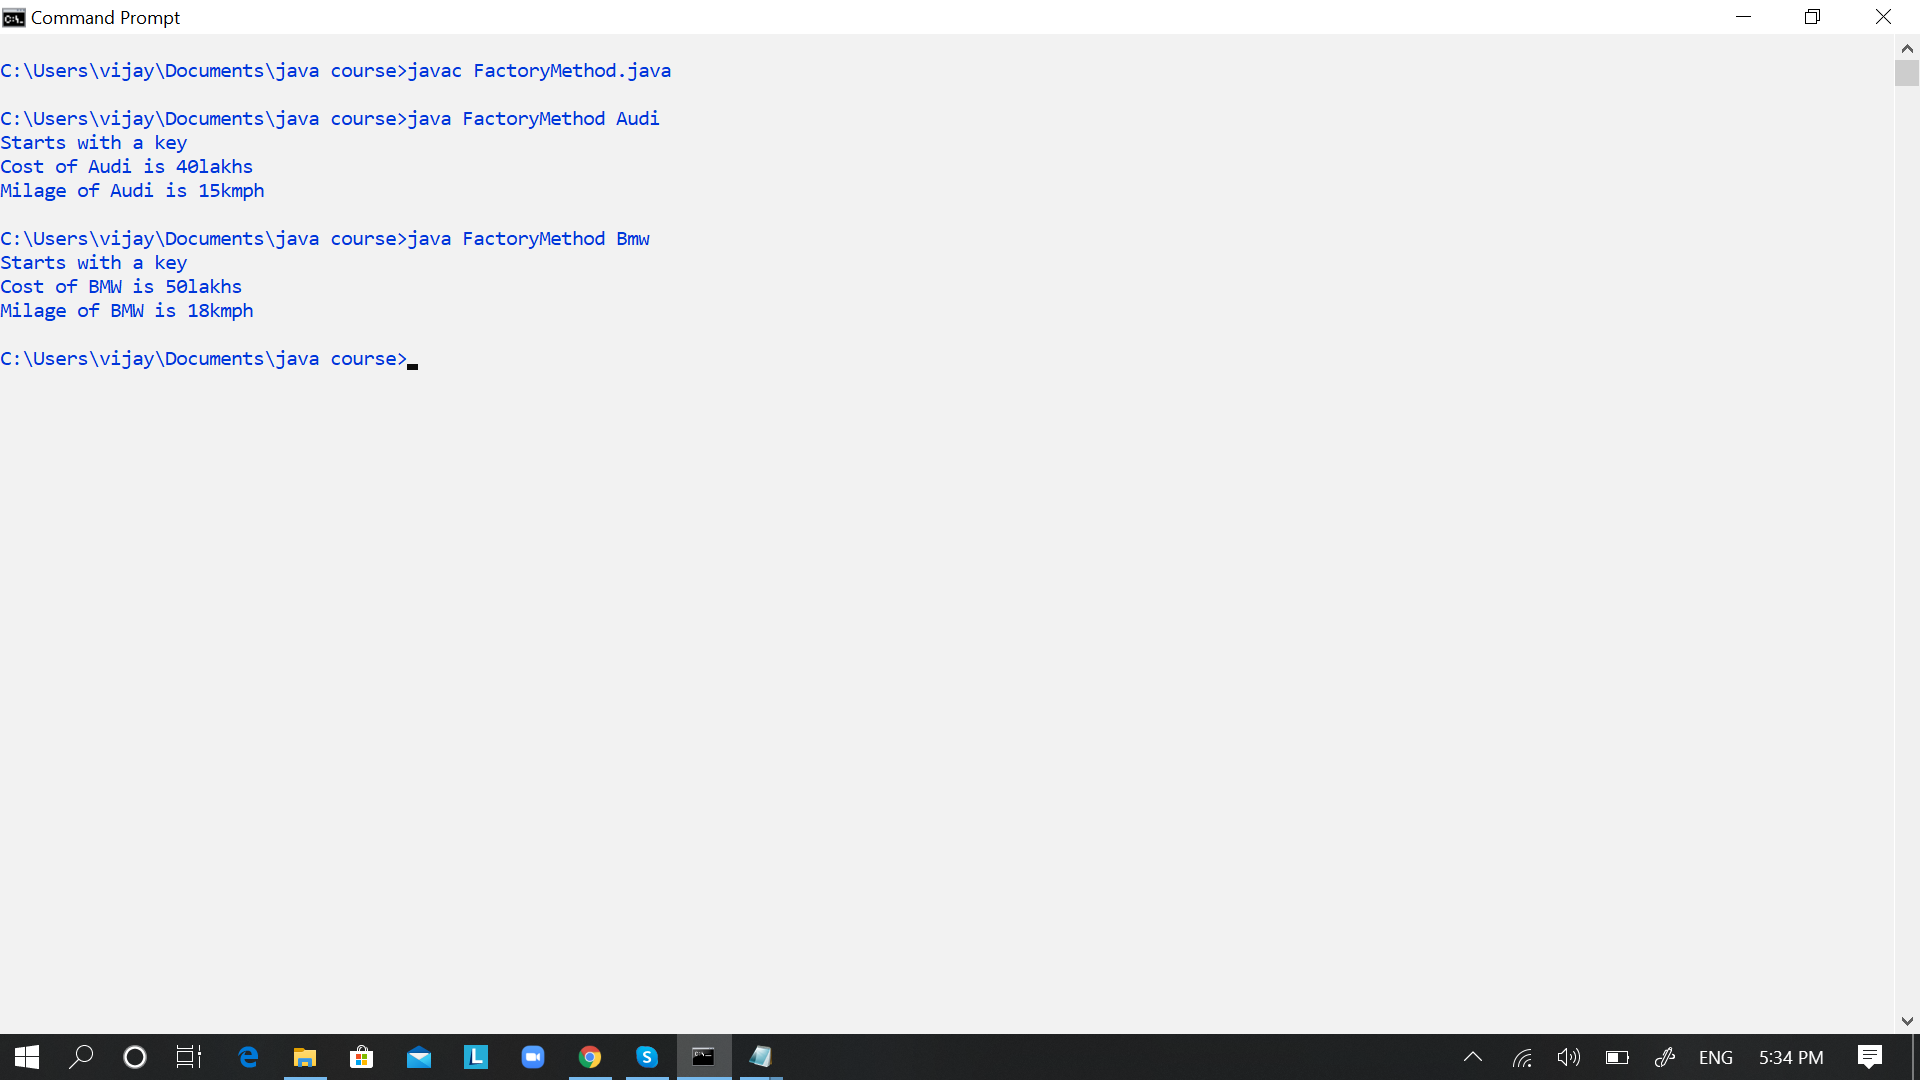 Command Prompt
C:\Users\vijay\Documents\java course>javac FactoryMethod.java
C:\Users\vijay\Documents\java course>java FactoryMethod Audi
Starts with a key
Cost of Audi is 40lakhs
Milage of Audi is 15kmph
C:\Users\vijay\Documents\java course>java FactoryMethod Bmw
Starts with a key
Cost of BMW is 50lakhs
Milage of BMW is 18kmph
C:\Users\vijay\Documents\java course>
L S ENG 5:34 PM